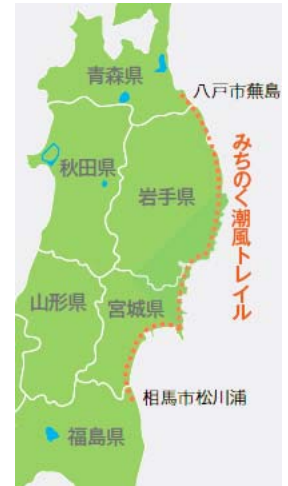 青森県
八戸市蕪島
みちのく潮風トレイル
秋田県
岩手県
山形県
宮城県
相馬市松川浦
福島県